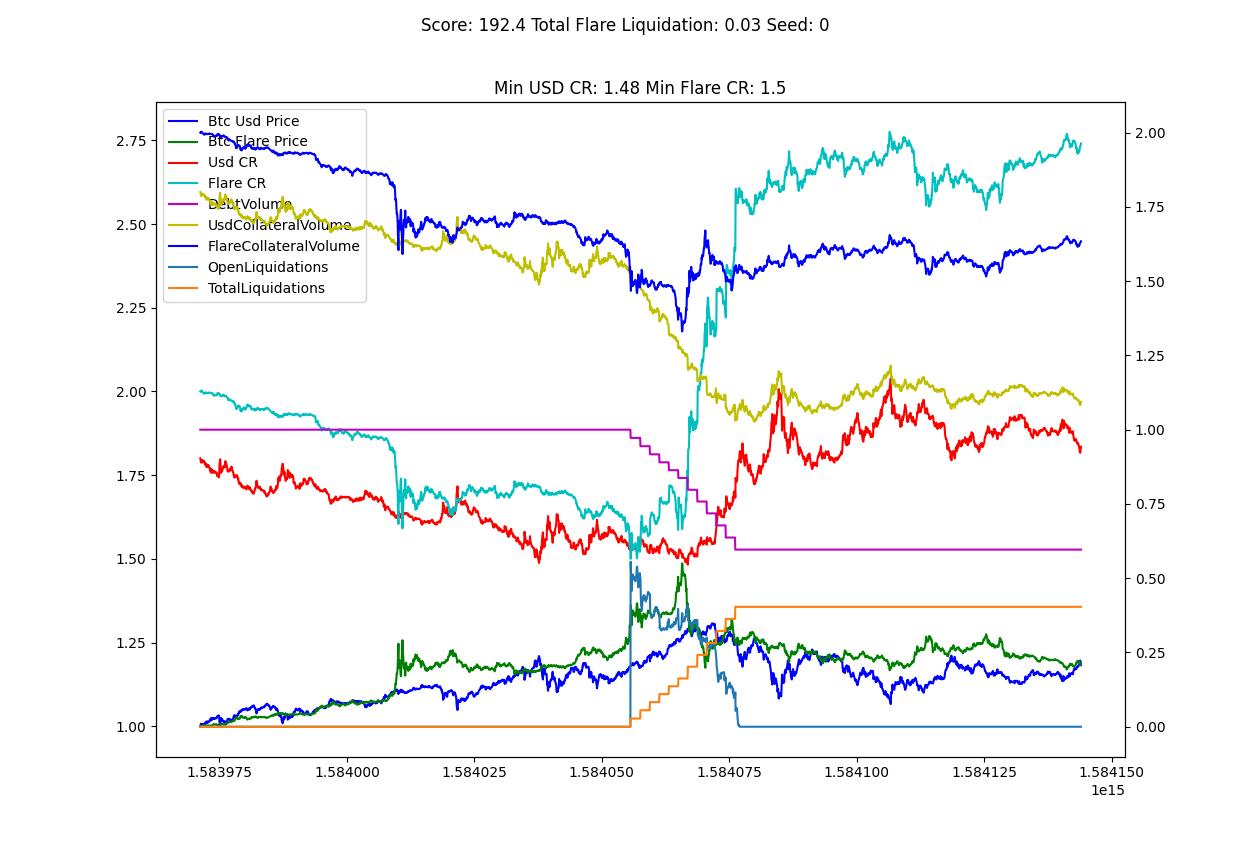 Score: 192.4 Total Flare Liquidation: 0.03 Seed: 0
Min USD CR: 1.48 Min Flare CR: 1.5
Btc Usd Price
Btc Flare Price
Usd CR
Flare CR
DebtVolume
UsdCollateralVolume
FlareCollateralVolume
OpenLiquidations
TotalLiquidations
2.75
2.50
2.25
2.00
1.75
1.50
1.25
1.00
2.00
1.75
1.50
1.25
1.00
0.75
0.50
0.25
0.00
1.583975 1.584000 1.584025 1.584050 1.584075 1.584100 1.584125 1.584150
1e15